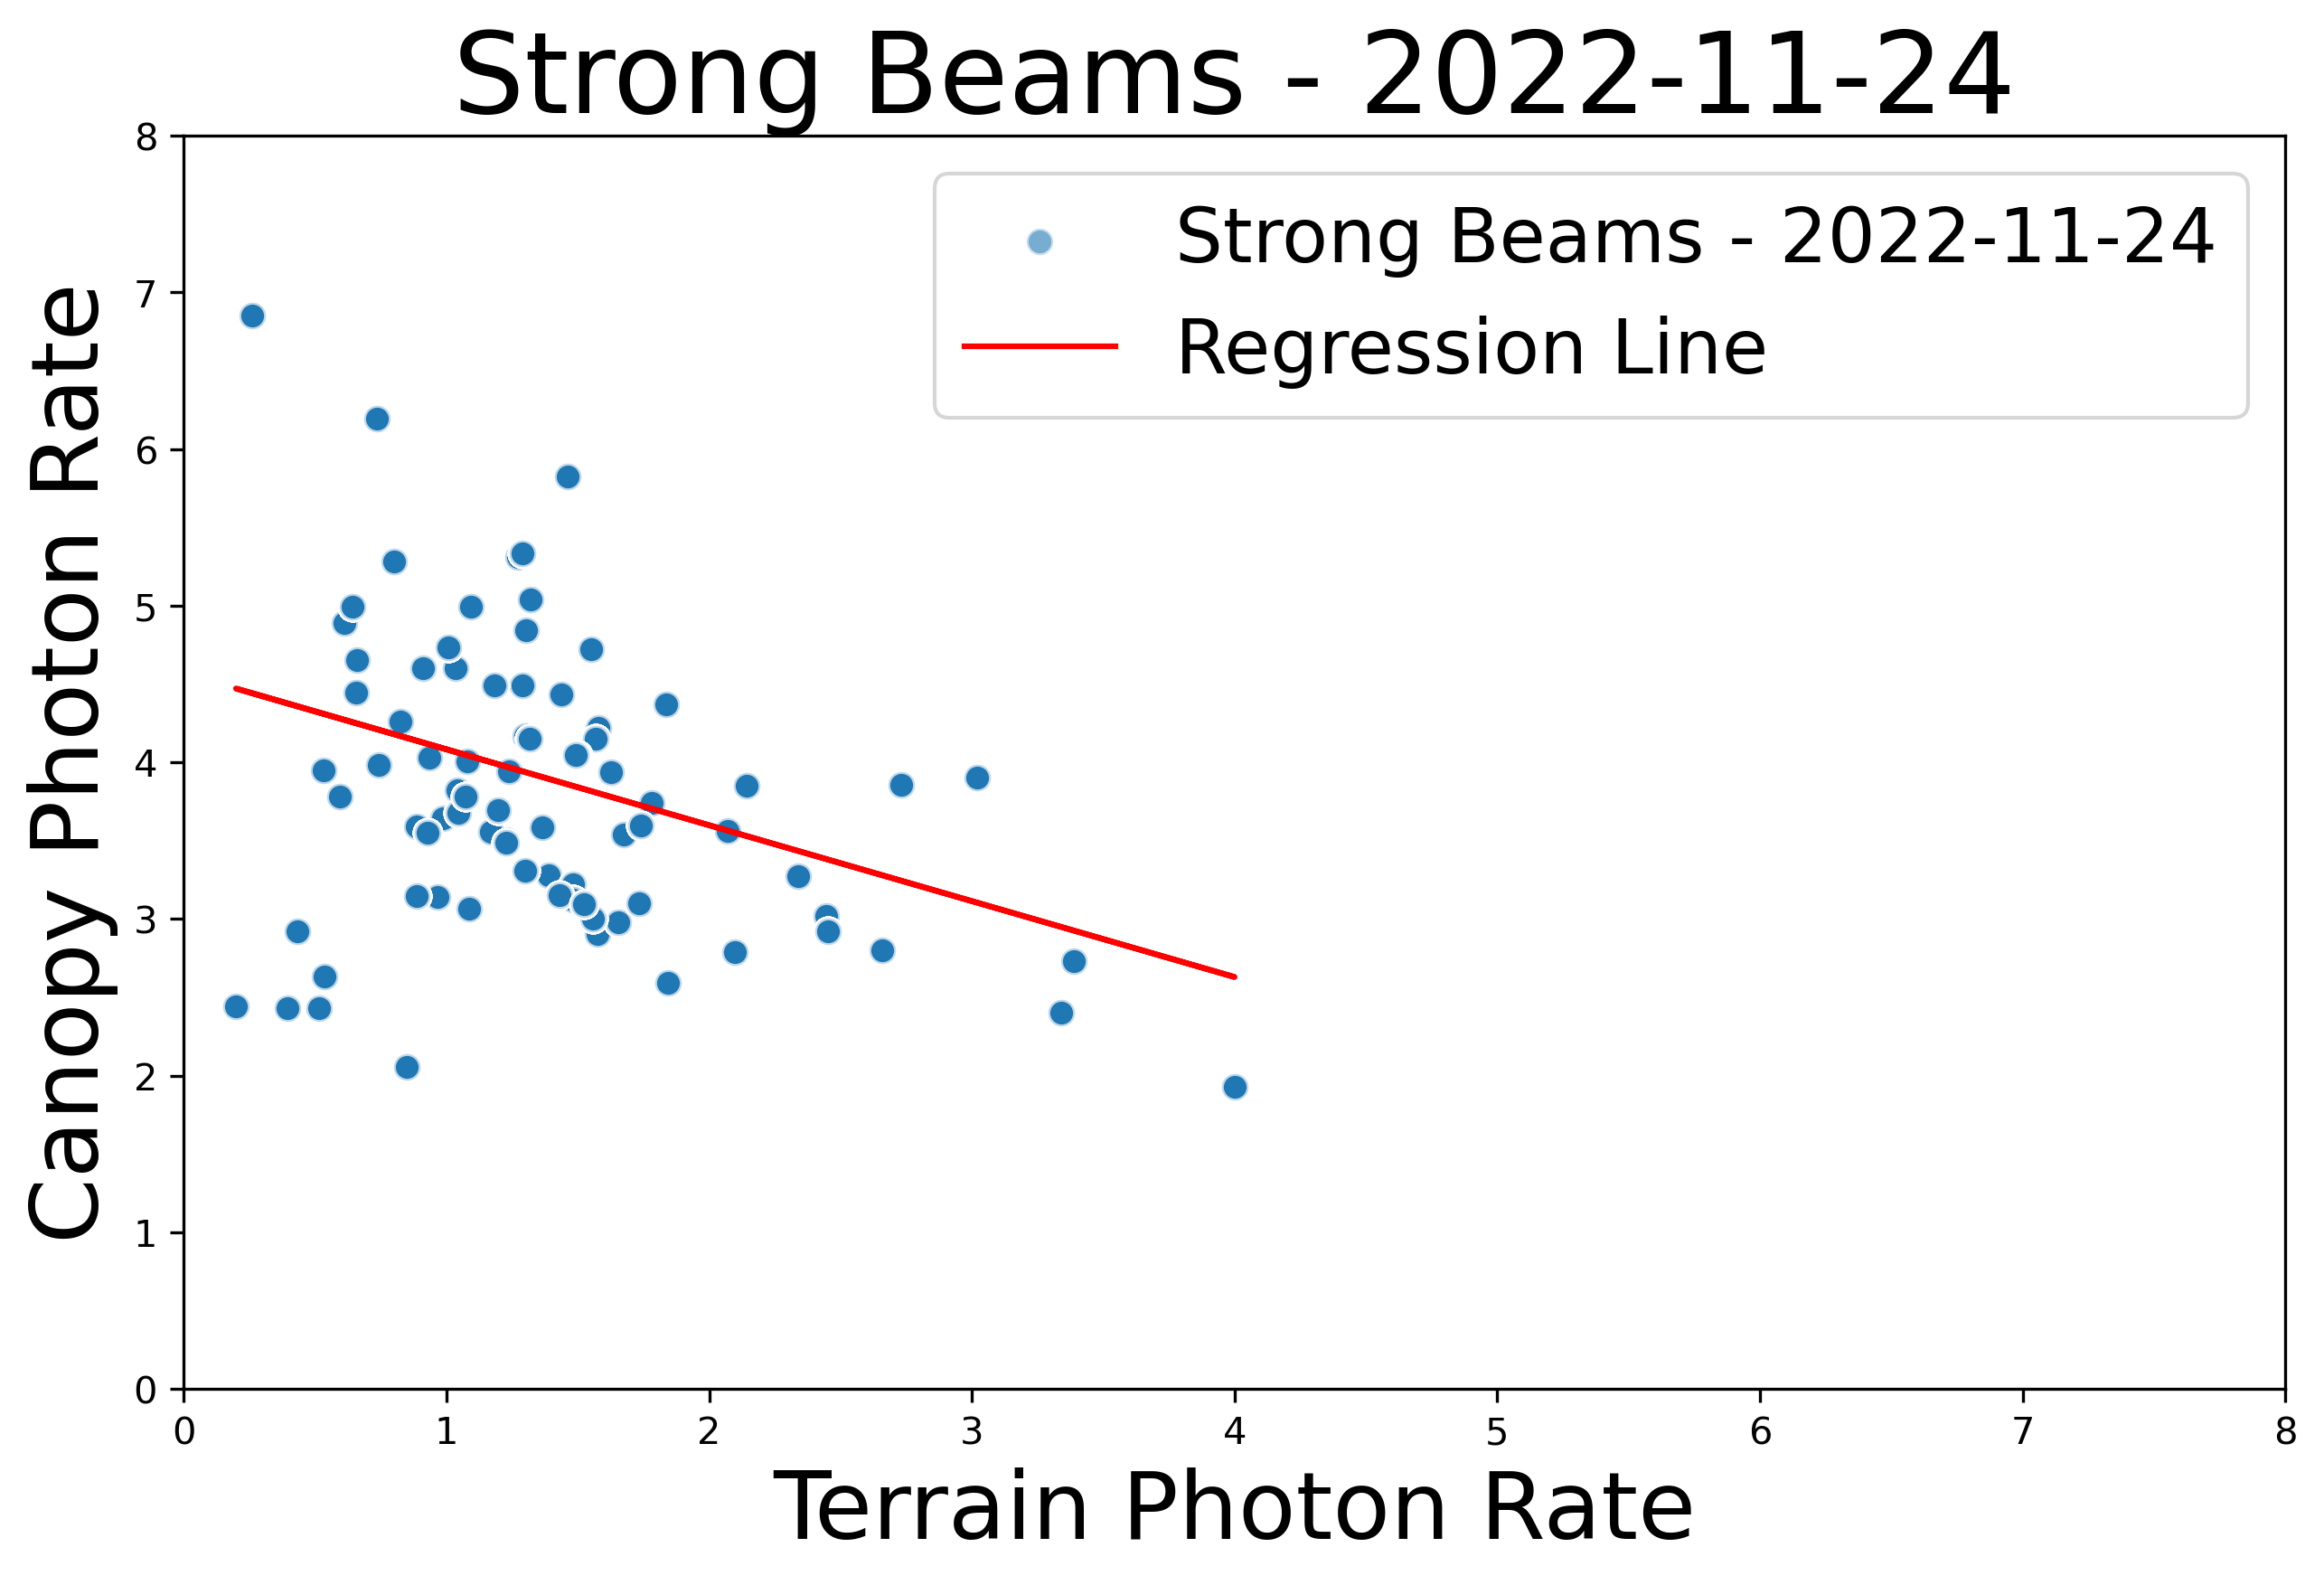 Strong Beams - 2022-11-24
Strong Beams - 2022-11-24
Regression Line
Canopy Photon Rate
8
7
6
5
4
3
2
1
0
0 1 2 3 4 5 6 7 8
Terrain Photon Rate